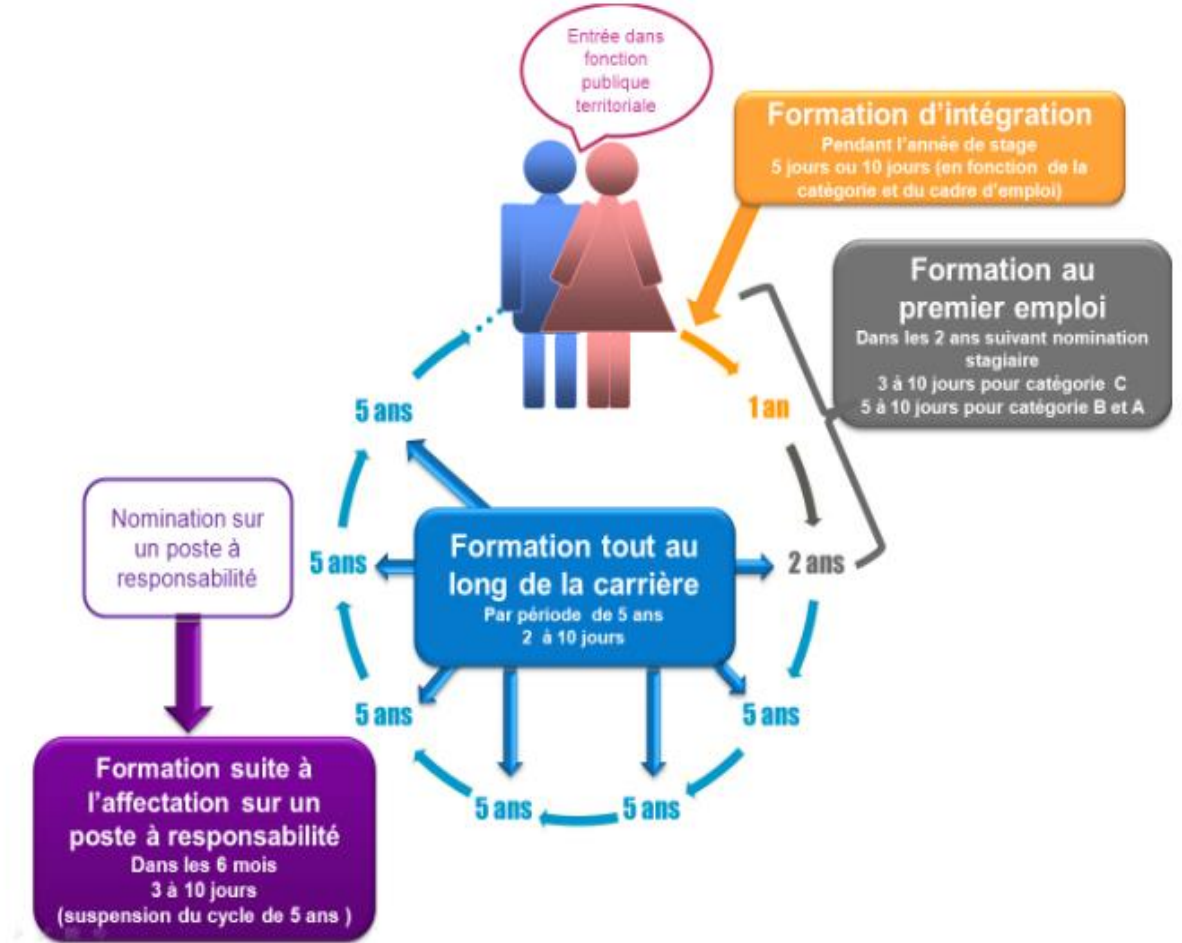 Entrée dans
fonction
publique
territoriale
Formation d'intégration
Pendant l'année de stage
5 jours ou 10 jours (en fonction de la
catégorie et du cadre d'emploi)
Formation au
premier emploi
Dans les 2 ans suivant nomination
stagiaire
3 à 10 jours pour catégorie C
5 à 10 jours pour catégorie B et A
1 an
2 ans
5 ans
5 ans
5 ans
5 ans
5 ans
5 ans
Formation tout au
long de la carrière
Par période de 5 ans
2 à 10 jours
Nomination sur
un poste à
responsabilité
Formation suite à
l'affectation sur un
poste à responsabilité
Dans les 6 mois
3 à 10 jours
(suspension du cycle de 5 ans )